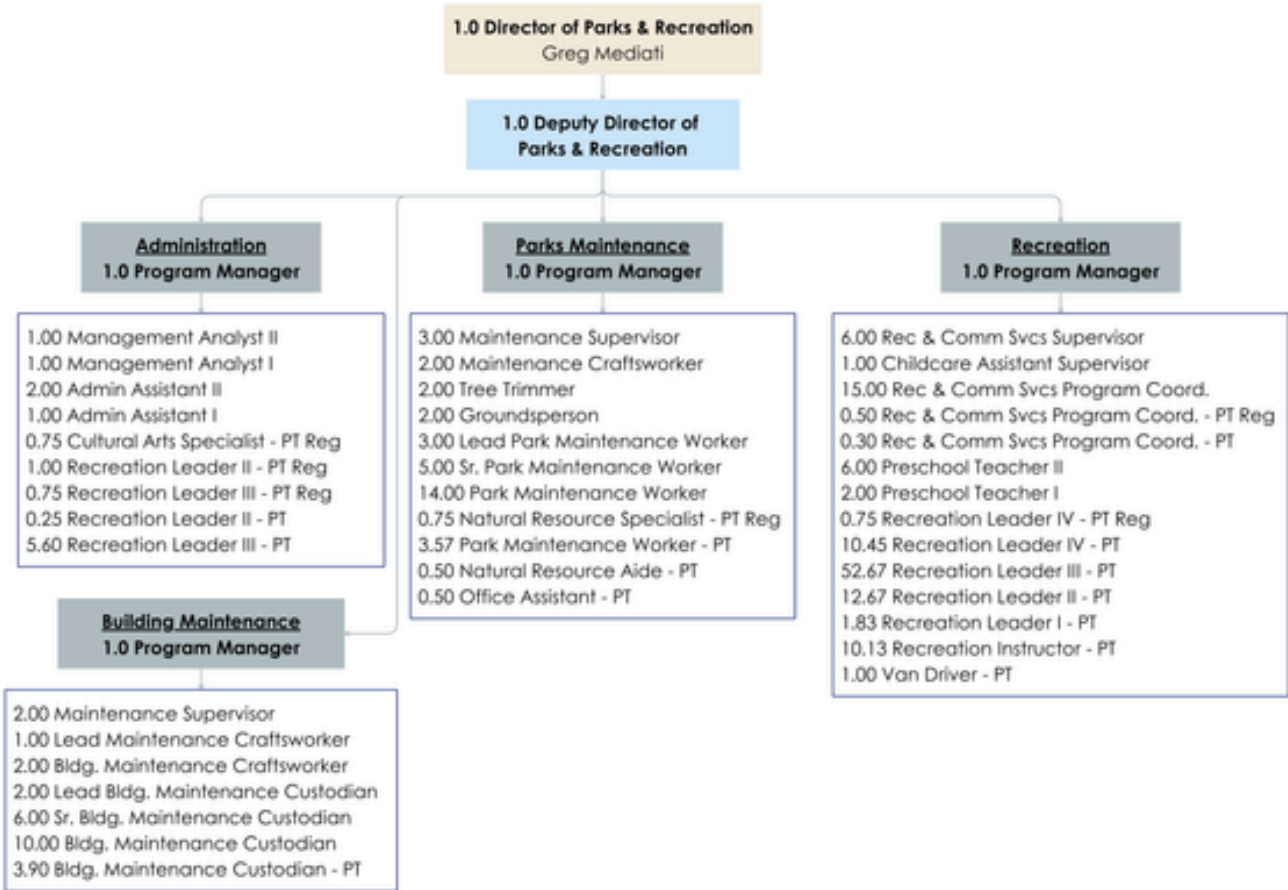 1.0 Director of Parks & Recreation
Greg Mediati
1.0 Deputy Director of
Parks & Recreation
Administration
1.0 Program Manager
1.00 Management Analyst II
1.00 Management Analyst I
2.00 Admin Assistant II
1.00 Admin Assistant I
0.75 Cultural Arts Specialist - PT Reg
1.00 Recreation Leader II - PT Reg
0.75 Recreation Leader III - PT Reg
0.25 Recreation Leader II - PT
5.60 Recreation Leader III - PT
Building Maintenance
1.0 Program Manager
2.00 Maintenance Supervisor
1.00 Lead Maintenance Craftsworker
2.00 Bldg. Maintenance Craftsworker
2.00 Lead Bldg. Maintenance Custodian
6.00 Sr. Bldg. Maintenance Custodian
10.00 Bldg. Maintenance Custodian
3.90 Bldg. Maintenance Custodian - PT
Parks Maintenance
1.0 Program Manager
3.00 Maintenance Supervisor
2.00 Maintenance Craftsworker
2.00 Tree Trimmer
2.00 Groundsperson
3.00 Lead Park Maintenance Worker
5.00 Sr. Park Maintenance Worker
14.00 Park Maintenance Worker
0.75 Natural Resource Specialist - PT Reg
3.57 Park Maintenance Worker - PT
0.50 Natural Resource Aide - PT
0.50 Office Assistant - PT
Recreation
1.0 Program Manager
6.00 Rec & Comm Svcs Supervisor
1.00 Childcare Assistant Supervisor
15.00 Rec & Comm Svcs Program Coord.
0.50 Rec & Comm Svcs Program Coord. - PT Reg
0.30 Rec & Comm Svcs Program Coord. - PT
6.00 Preschool Teacher II
2.00 Preschool Teacher I
0.75 Recreation Leader IV - PT Reg
10.45 Recreation Leader IV - PT
52.67 Recreation Leader III - PT
12.67 Recreation Leader II - PT
1.83 Recreation Leader I - PT
10.13 Recreation Instructor - PT
1.00 Van Driver - PT